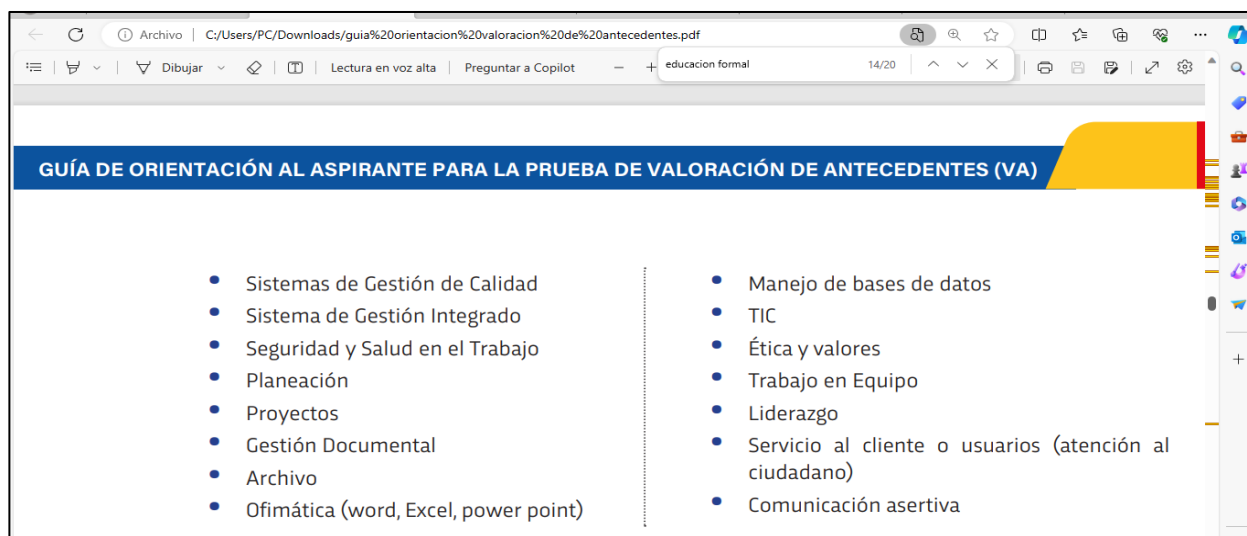 Archivo | C:/Users/PC/Downloads/guia%20orientacion%20valoracion%20de%20antecedentes.pdf
Dibujar | Lectura en voz alta | Preguntar a Copilot
educacion formal 14/20
GUÍA DE ORIENTACIÓN AL ASPIRANTE PARA LA PRUEBA DE VALORACIÓN DE ANTECEDENTES (VA)
• Sistemas de Gestión de Calidad
• Sistema de Gestión Integrado
• Seguridad y Salud en el Trabajo
• Planeación
• Proyectos
• Gestión Documental
• Archivo
• Ofimática (word, Excel, power point)
• Manejo de bases de datos
• TIC
• Ética y valores
• Trabajo en Equipo
• Liderazgo
• Servicio al cliente o usuarios (atención al
ciudadano)
• Comunicación asertiva